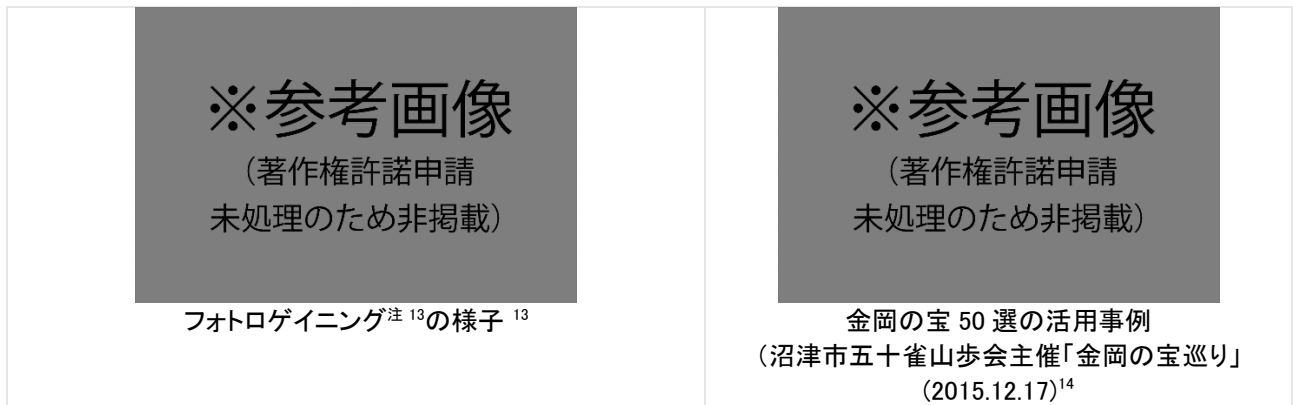 ※参考画像
（著作権許諾申請
未処理のため非掲載）
フォトロゲイニング注 13の様子 13
※参考画像
（著作権許諾申請
未処理のため非掲載）
金岡の宝 50 選の活用事例
（沼津市五十雀山歩会主催「金岡の宝巡り」
(2015.12.17)14